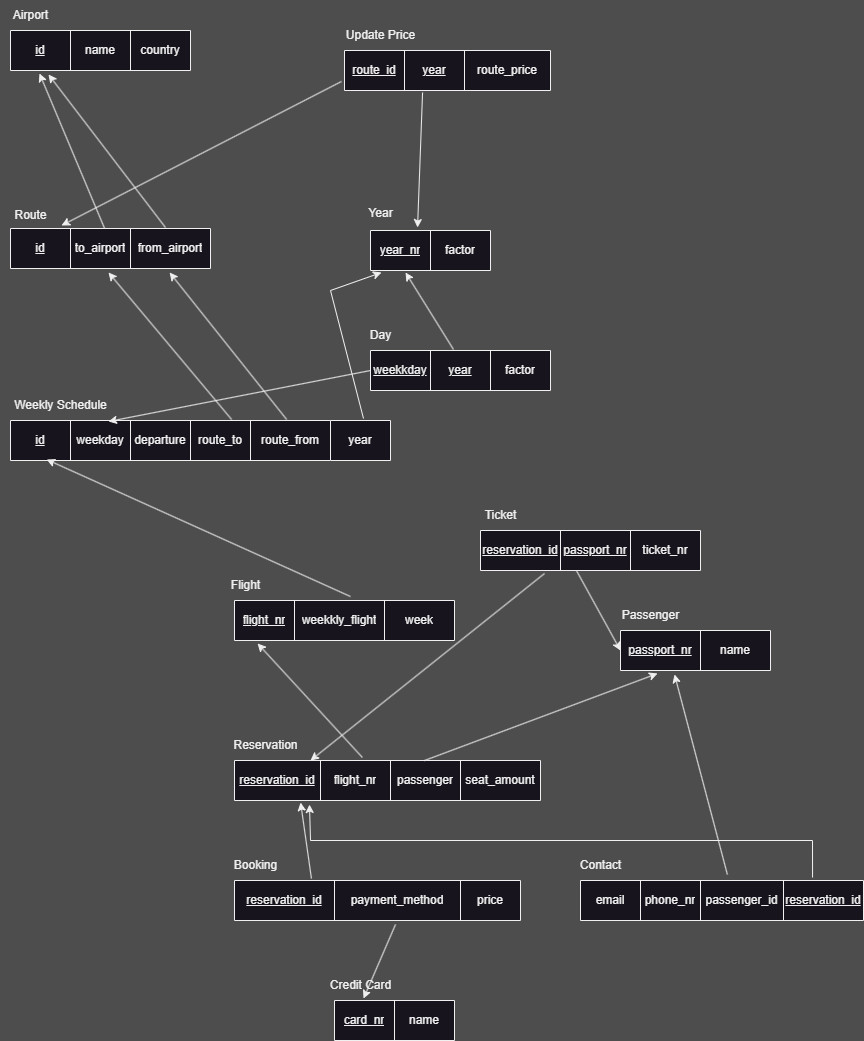 Airport
id name country
Update Price
route_id year route_price
Route
id to_airport from_airport
Year
year_nr factor
Day
weekkday year factor
Weekly Schedule
id weekday departure route_to route_from year
Ticket
reservation_id passport_nr ticket_nr
Flight
flight_nr weekkly_flight week
Passenger
passport_nr name
Reservation
reservation_id flight_nr passenger seat_amount
Booking
reservation_id payment_method price
Contact
email phone_nr passenger_id reservation_id
Credit Card
card_nr name